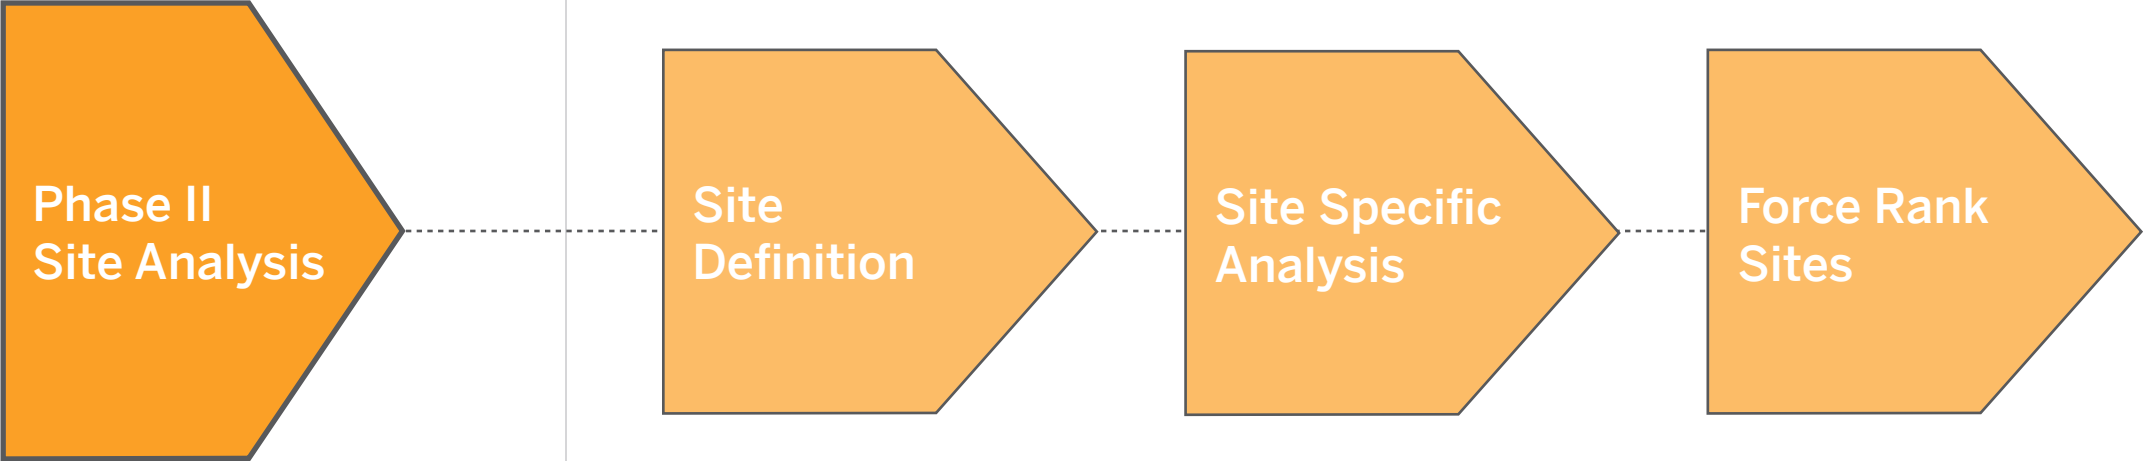 Phase II
Site Analysis
Site
Definition
Site Specific
Analysis
Force Rank
Sites